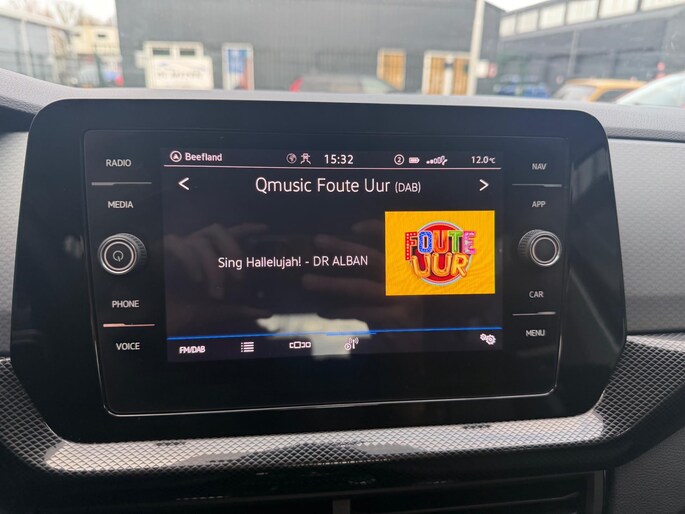 RADIO
MEDIA
PHONE
VOICE
Beefland
15:32
2
12.0°C
<
Qmusic Foute Uur (DAB)
>
Sing Hallelujah! - DR ALBAN
FOUTE
UUR
FM/DAB
NAV
APP
CAR
MENU